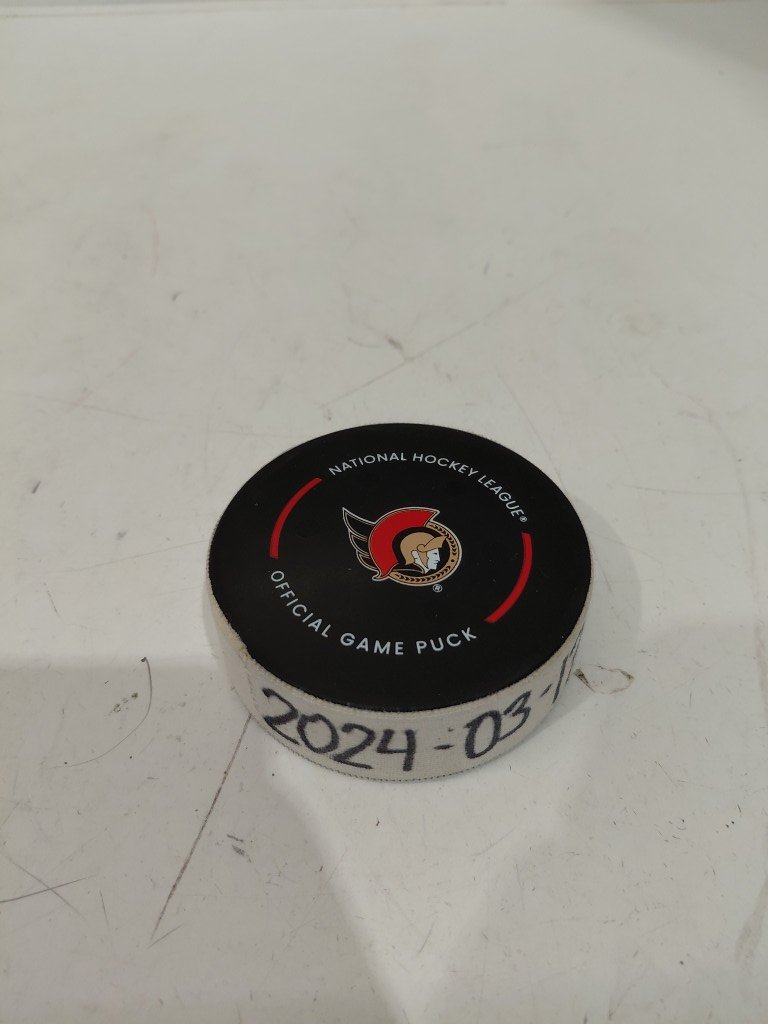 NATIONAL HOCKEY LEAGUE®
OFFICIAL GAME PUCK
®
2024-03-